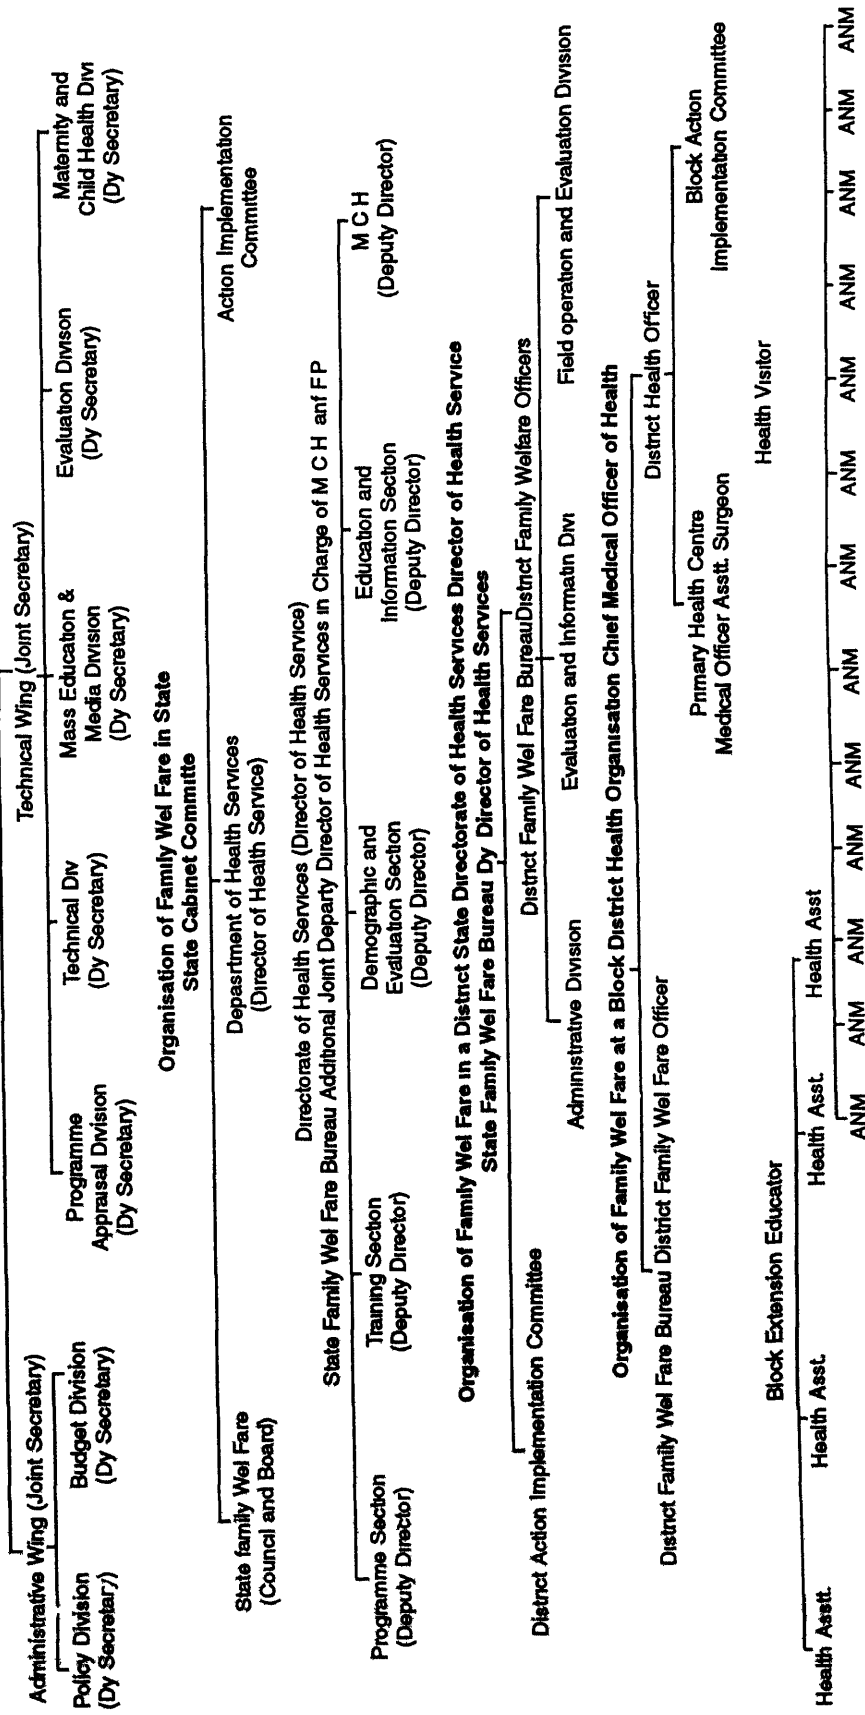 Administrative Wing (Joint Secretary)
Technical Wing (Joint Secretary)
Policy Division
(Dy Secretary)
Budget Division
(Dy Secretary)
Programme
Appraisal Division
(Dy Secretary)
Technical Div
(Dy Secretary)
Mass Education &
Media Division
(Dy Secretary)
Evaluation Divison
(Dy Secretary)
Maternity and
Child Health Divi
(Dy Secretary)
Organisation of Family Wel Fare in State
State Cabinet Committe
State family Wel Fare
(Council and Board)
Depasrtment of Health Services
(Director of Health Service)
Action Implementation
Committee
Directorate of Health Services (Director of Health Service)
State Family Wel Fare Bureau Additional Joint Departy Director of Health Services in Charge of M C H anf FP
Programme Section
(Deputy Director)
Training Section
(Deputy Director)
Demographic and
Evaluation Section
(Deputy Director)
Education and
Information Section
(Deputy Director)
M C H
(Deputy Director)
Organisation of Family Wel Fare in a District State Directorate of Health Services Director of Health Service
State Family Wel Fare Bureau Dy Director of Health Services
District Action Implementation Committee
District Family Wel Fare BureauDistrict Family Welfare Officers
Administrative Division
Evaluation and Informatin Divi
Field operation and Evaluation Division
Organisation of Family Wel Fare at a Block District Health Organisation Chief Medical Officer of Health
District Family Wel Fare Bureau District Family Wel Fare Officer
District Health Officer
Primary Health Centre
Medical Officer Asstt. Surgeon
Block Action
Implementation Committee
Block Extension Educator
Health Visitor
Health Asstt.
Health Asst.
Health Asst.
Health Asst
ANM ANM ANM ANM ANM ANM ANM ANM ANM ANM ANM ANM ANM